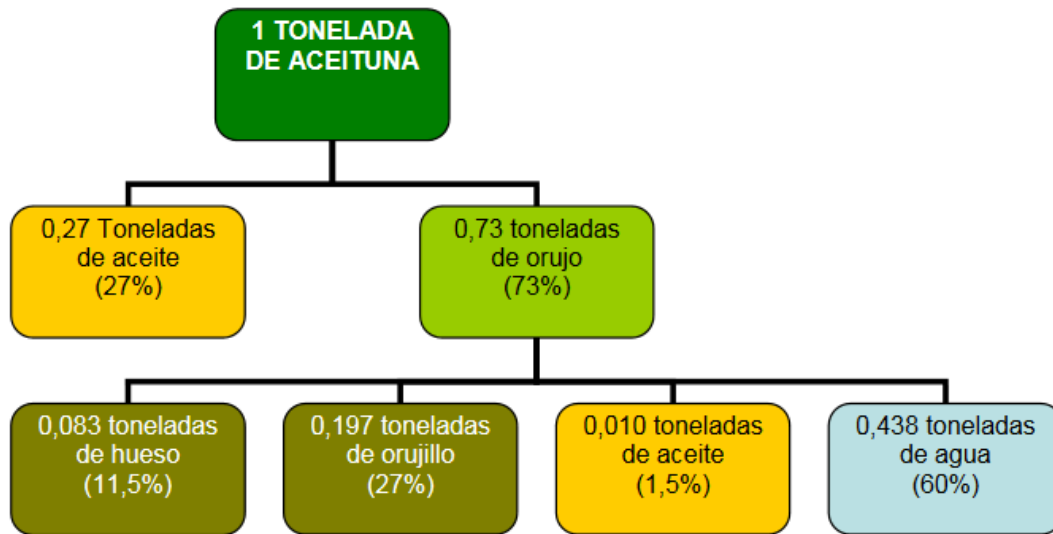 1 TONELADA
DE ACEITUNA
0,27 Toneladas
de aceite
(27%)
0,73 toneladas
de orujo
(73%)
0,083 toneladas
de hueso
(11,5%)
0,197 toneladas
de orujillo
(27%)
0,010 toneladas
de aceite
(1,5%)
0,438 toneladas
de agua
(60%)